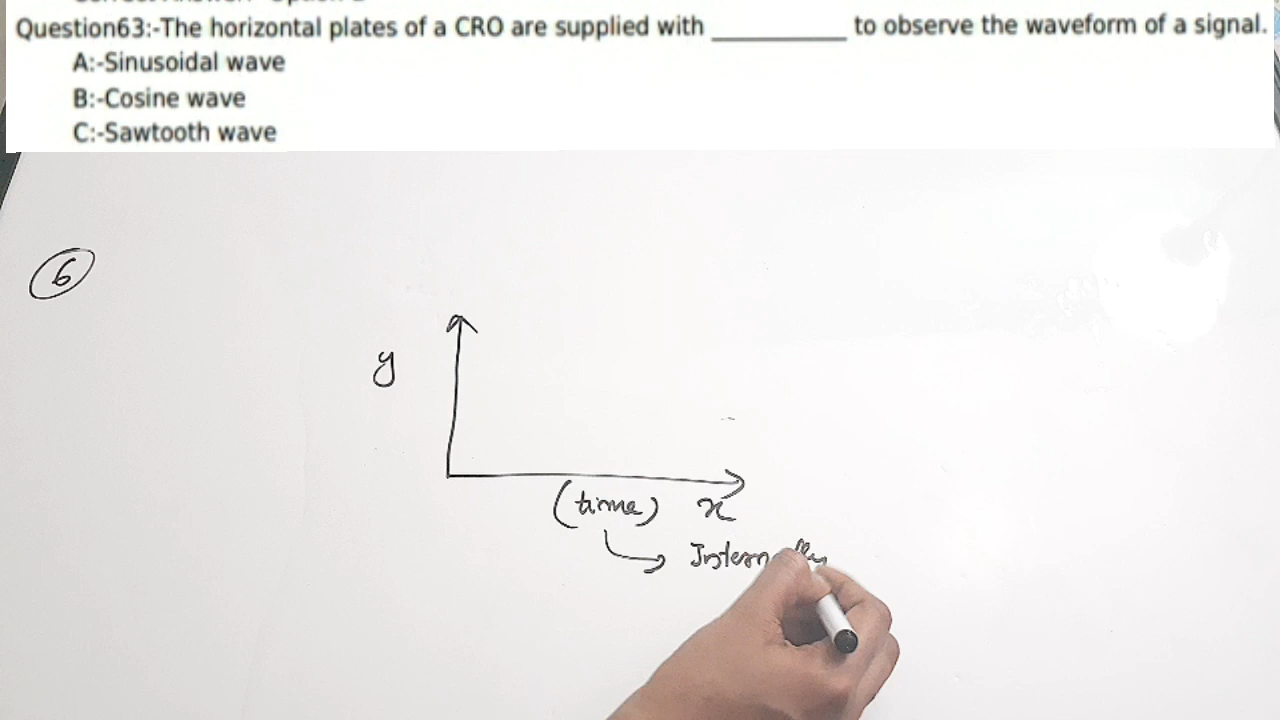 Question63:-The horizontal plates of a CRO are supplied with __________ to observe the waveform of a signal.
A:-Sinusoidal wave
B:-Cosine wave
C:-Sawtooth wave
6
y
(time) x